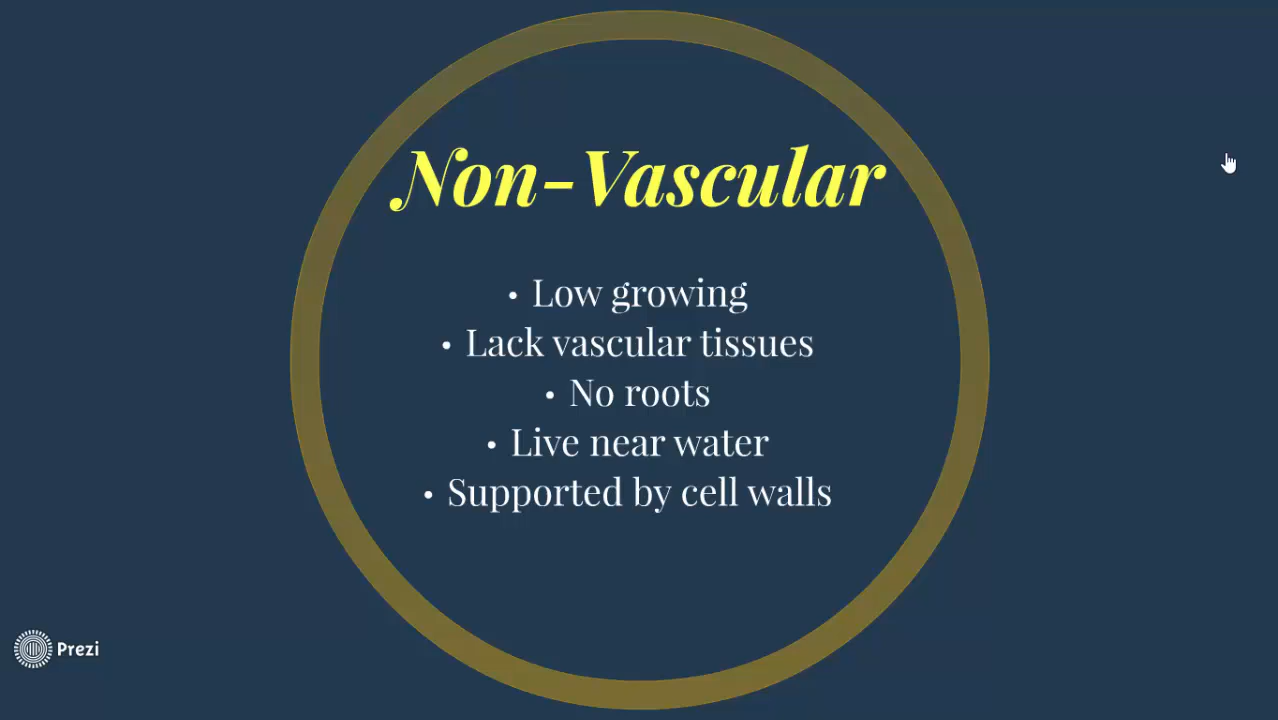 Non-Vascular
• Low growing
• Lack vascular tissues
• No roots
• Live near water
• Supported by cell walls
Prezi